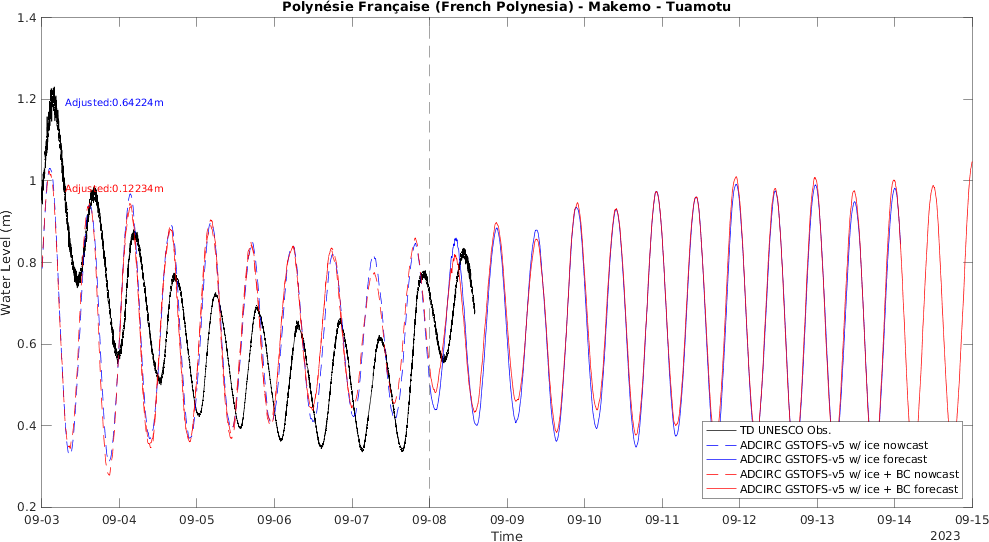 Polynésie Française (French Polynesia) - Makemo - Tuamotu
1.4
1.2
1
0.8
0.6
0.4
0.2
Water Level (m)
Adjusted:0.64224m
Adjusted:0.12234m
TD UNESCO Obs.
ADCIRC GSTOFS-v5 w/ ice nowcast
ADCIRC GSTOFS-v5 w/ ice forecast
ADCIRC GSTOFS-v5 w/ ice + BC nowcast
ADCIRC GSTOFS-v5 w/ ice + BC forecast
09-03 09-04 09-05 09-06 09-07 09-08 09-09 09-10 09-11 09-12 09-13 09-14 09-15
Time
2023